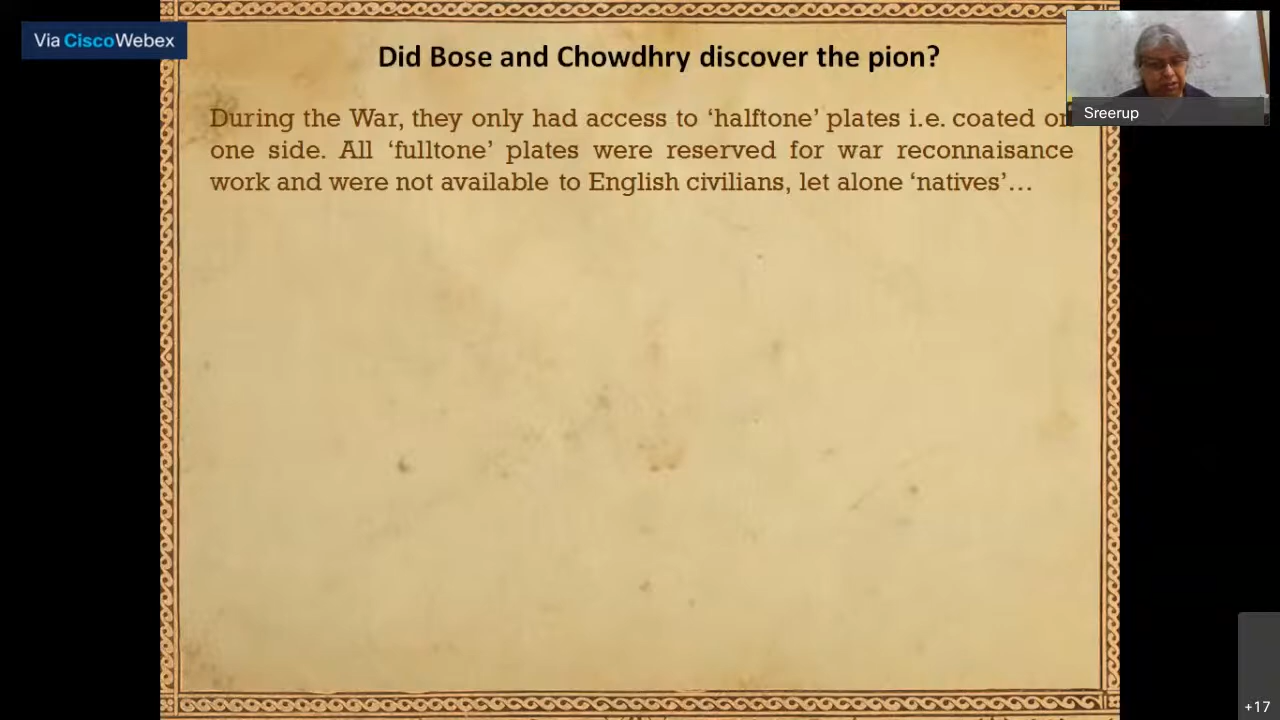 Via CiscoWebex
Did Bose and Chowdhry discover the pion?
Sreerup
During the War, they only had access to ‘halftone’ plates i.e. coated on
one side. All ‘fulltone’ plates were reserved for war reconnaisance
work and were not available to English civilians, let alone ‘natives’…
+17